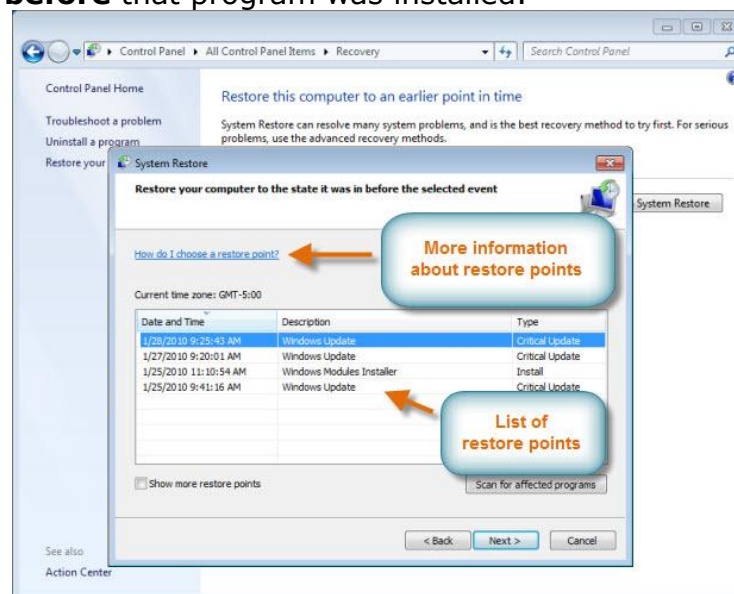 before that program was installed.
Control Panel ▸ All Control Panel Items ▸ Recovery
Search Control Panel
Control Panel Home
Restore this computer to an earlier point in time
Troubleshoot a problem
System Restore can resolve many system problems, and is the best recovery method to try first. For serious
Uninstall a program
problems, use the advanced recovery methods.
Restore your
System Restore
Restore your computer to the state it was in before the selected event
System Restore
How do I choose a restore point?
More information
about restore points
Current time zone: GMT-5:00
Date and Time Description Type
1/28/2010 9:25:43 AM Windows Update Critical Update
1/27/2010 9:20:01 AM Windows Update Critical Update
1/25/2010 11:10:54 AM Windows Modules Installer Install
1/25/2010 9:41:16 AM Windows Update Critical Update
List of
restore points
Show more restore points
Scan for affected programs
< Back Next > Cancel
See also
Action Center